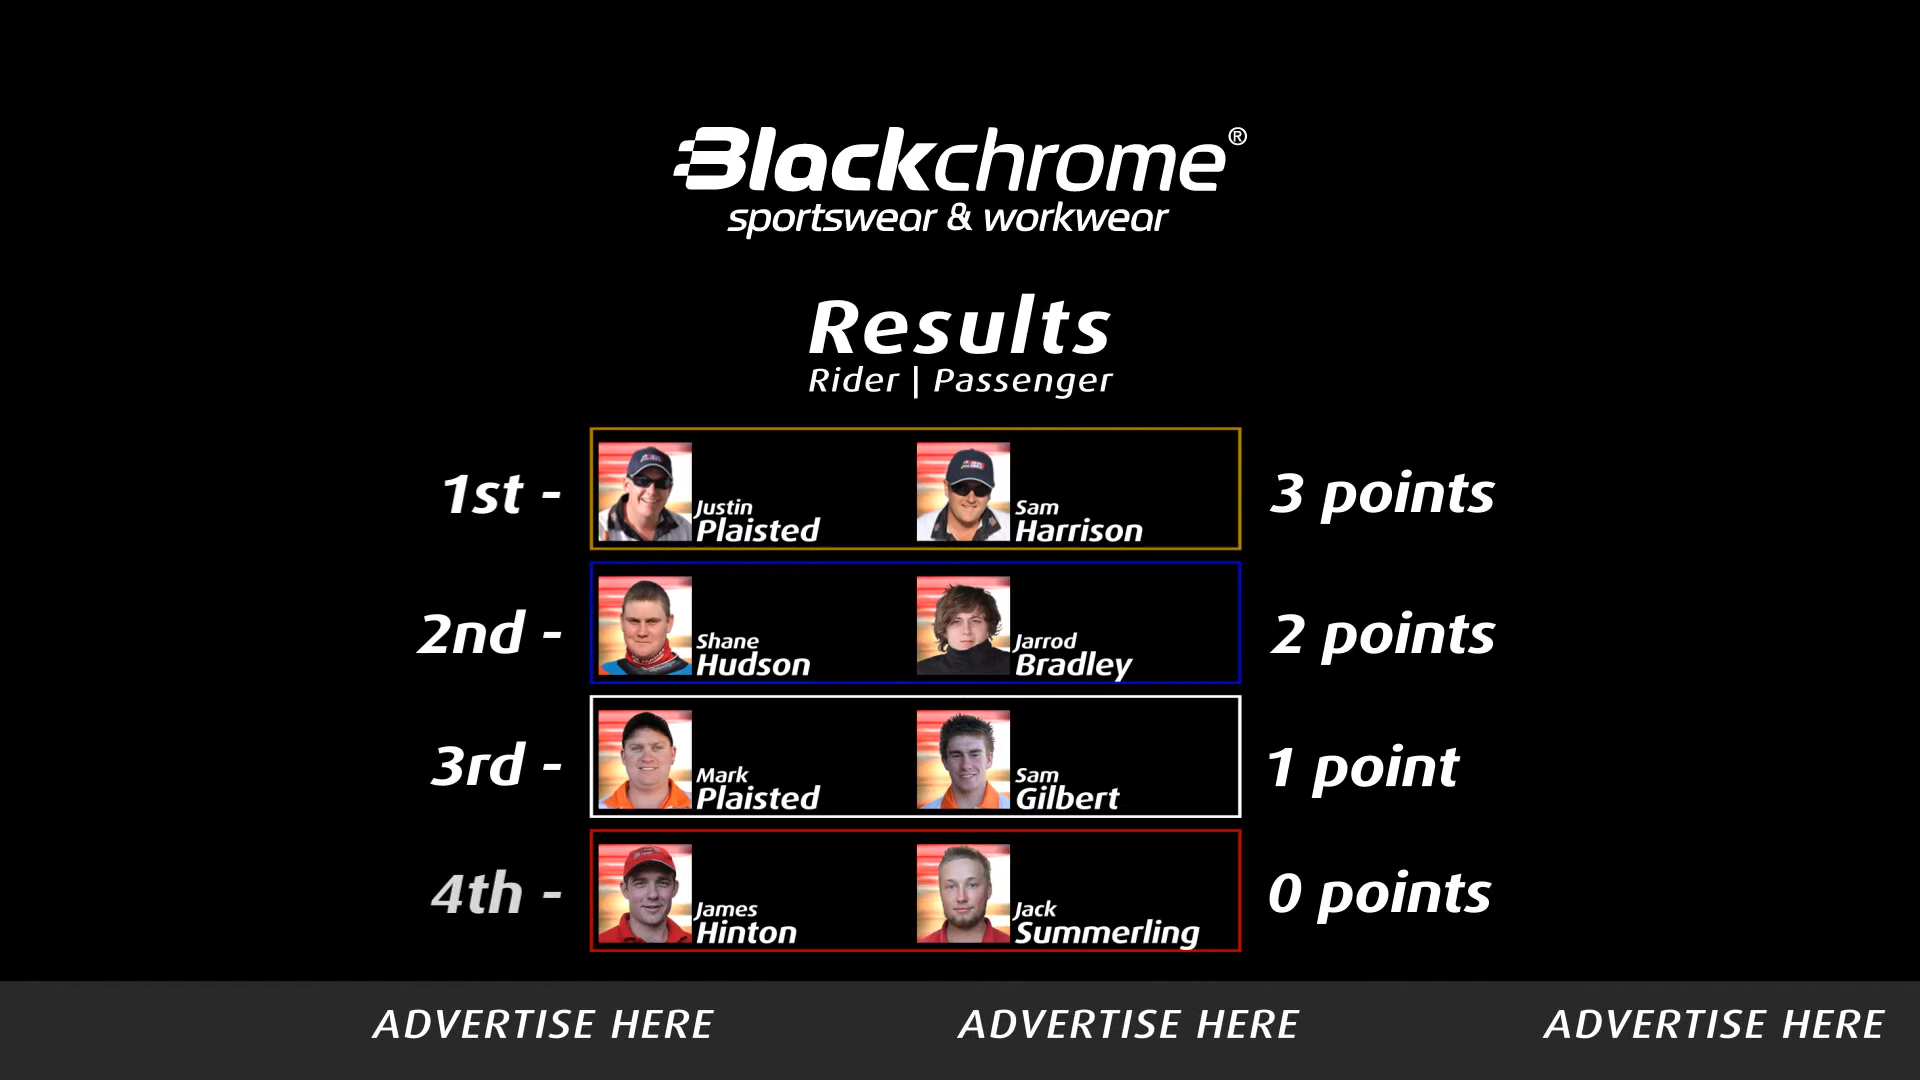 Blackchrome®
sportswear & workwear
Results
Rider | Passenger
1st - Justin Plaisted Sam Harrison 3 points
2nd - Shane Hudson Jarrod Bradley 2 points
3rd - Mark Plaisted Sam Gilbert 1 point
4th - James Hinton Jack Summerling 0 points
ADVERTISE HERE ADVERTISE HERE ADVERTISE HERE